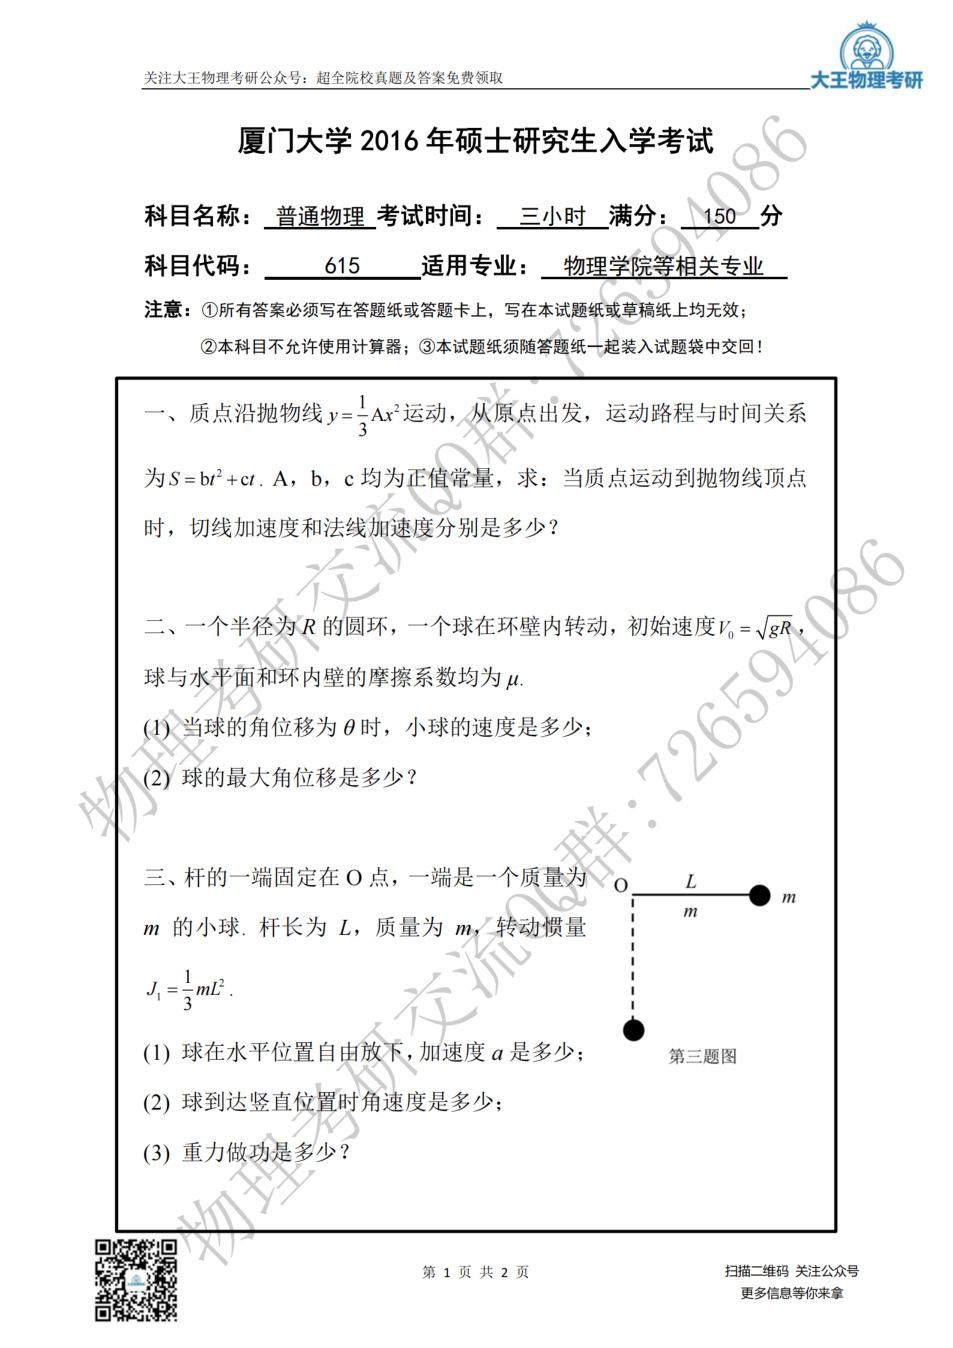 关注大王物理考研公众号：超全院校真题及答案免费领取
大王物理考研
厦门大学 2016 年硕士研究生入学考试
科目名称： 普通物理 考试时间： 三小时 满分： 150 分
科目代码： 615 适用专业： 物理学院等相关专业
注意：①所有答案必须写在答题纸或答题卡上，写在本试题纸或草稿纸上均无效；
②本科目不允许使用计算器；③本试题纸须随答题纸一起装入试题袋中交回！
一、质点沿抛物线 y = 1/3 Ax² 运动，从原点出发，运动路程与时间关系
为 S = bt² + ct . A，b，c 均为正值常量，求：当质点运动到抛物线顶点
时，切线加速度和法线加速度分别是多少？
二、一个半径为 R 的圆环，一个球在环壁内转动，初始速度 V₀ = √gR ，
球与水平面和环内壁的摩擦系数均为 μ.
(1) 当球的角位移为 θ 时，小球的速度是多少；
(2) 球的最大角位移是多少？
三、杆的一端固定在 O 点，一端是一个质量为
m 的小球. 杆长为 L，质量为 m，转动惯量
J₁ = 1/3 mL² .
(1) 球在水平位置自由放下，加速度 a 是多少；
(2) 球到达竖直位置时角速度是多少；
(3) 重力做功是多少？
O L m
m
第三题图
物理考研交流QQ群：726594086
物理考研交流QQ群：726594086
大王物理考研
第 1 页 共 2 页
扫描二维码 关注公众号
更多信息等你来拿